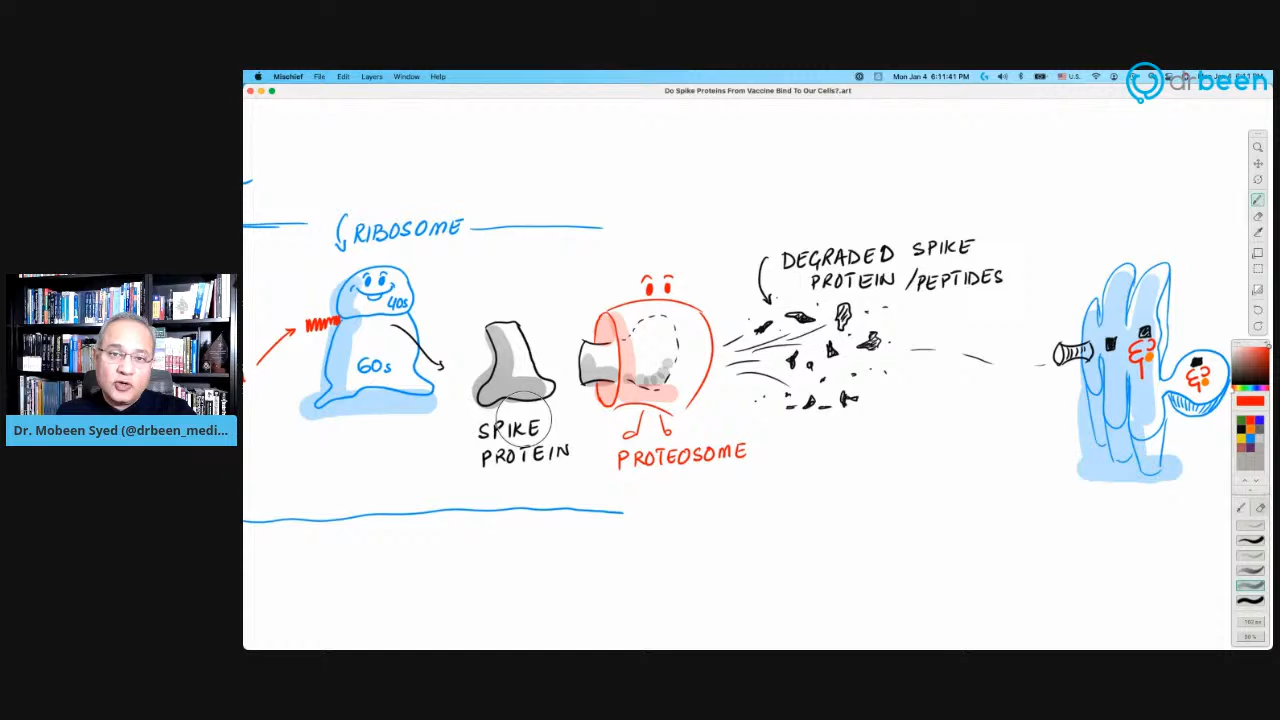 Mischief File Edit Layers Window Help
Mon Jan 4 6:11:41 PM
U.S.
drbeen
Do Spike Proteins From Vaccine Bind To Our Cells?.art
RIBOSOME
DEGRADED SPIKE
PROTEIN/PEPTIDES
40s
60s
SPIKE
PROTEIN
PROTEOSOME
Dr. Mobeen Syed (@drbeen_medi...